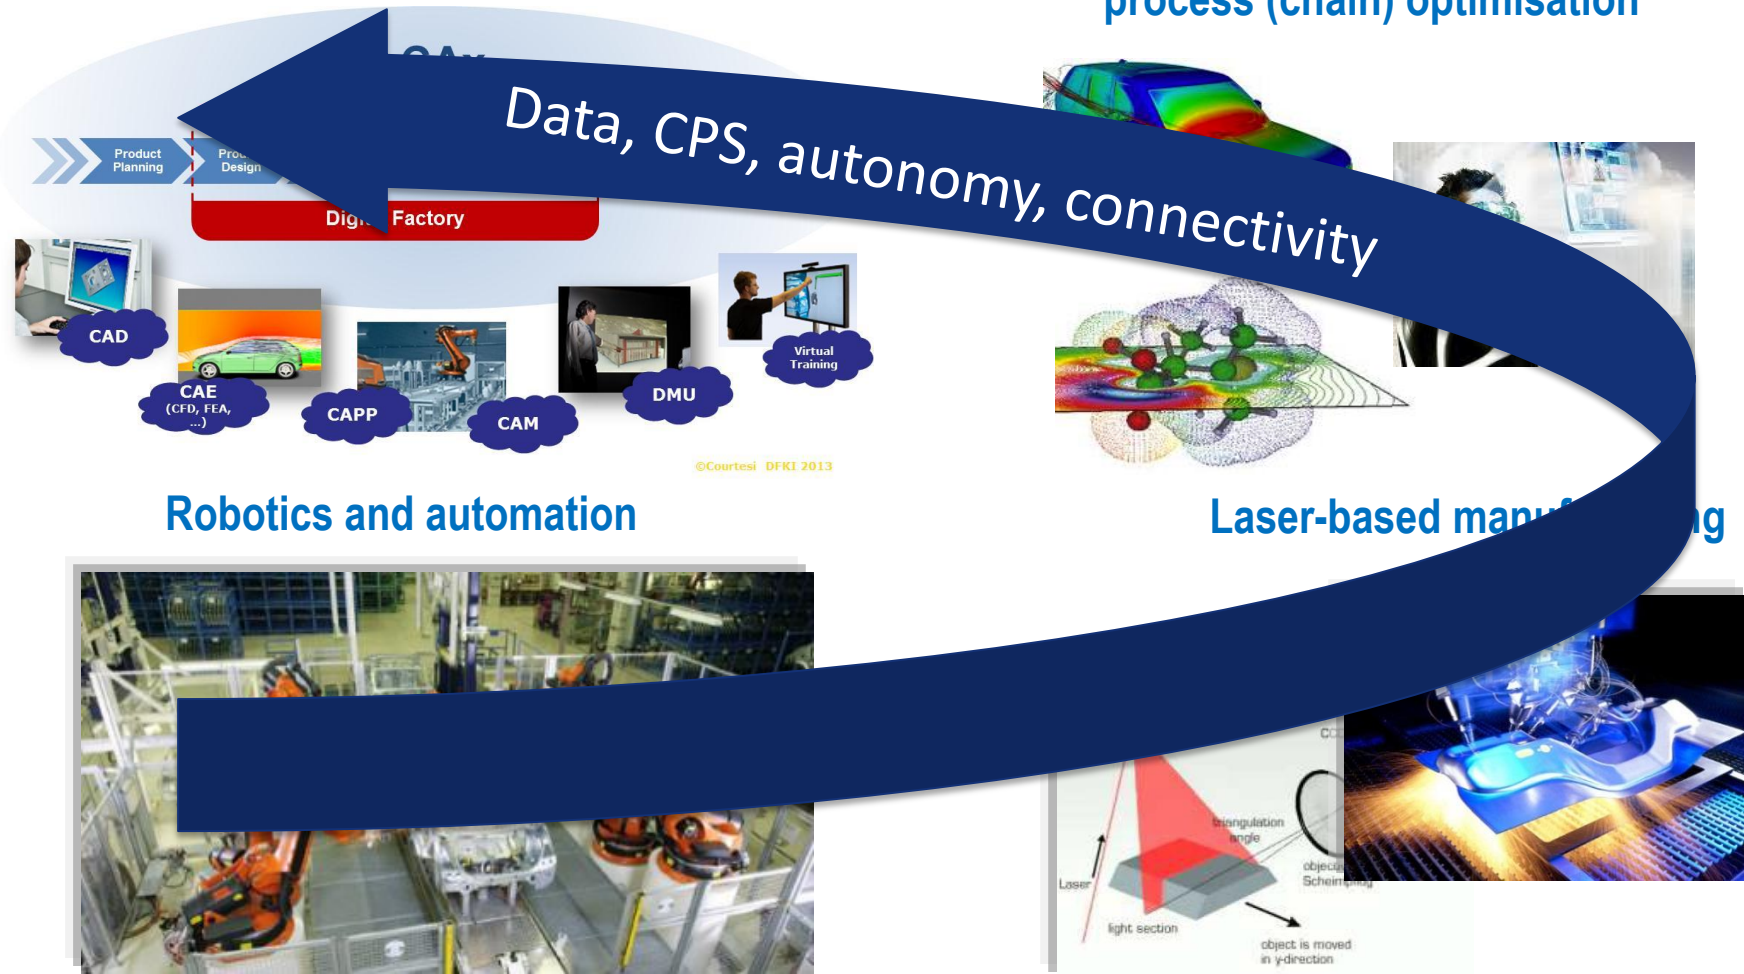 process (chain) optimisation
CAx
Data, CPS, autonomy, connectivity
Product
Planning
Design
Factory
CAD
CAE
(CFD, FEA,
...)
CAPP
CAM
DMU
Virtual
Training
©Courtesi DFKI 2013
Robotics and automation
Laser-based
triangulation
angle
Laser
Scheimpflug
light section
object is moved
in y-direction